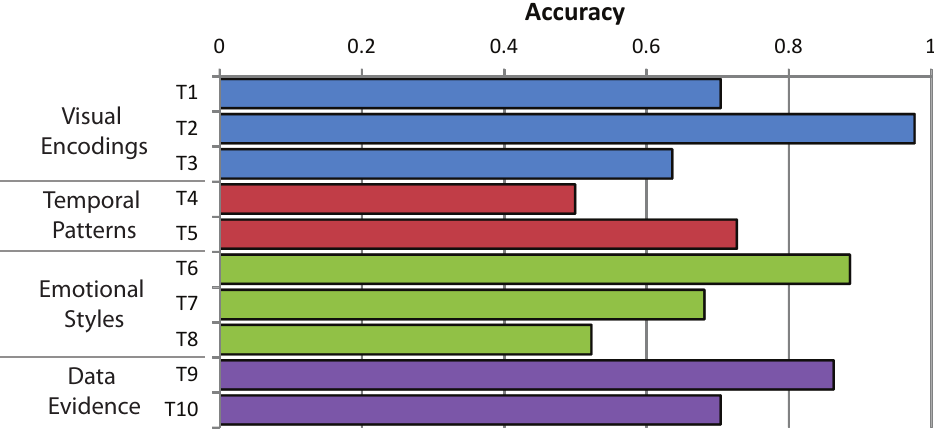 Accuracy
0 0.2 0.4 0.6 0.8 1
Visual
Encodings
T1
T2
T3
Temporal
Patterns
T4
T5
Emotional
Styles
T6
T7
T8
Data
Evidence
T9
T10